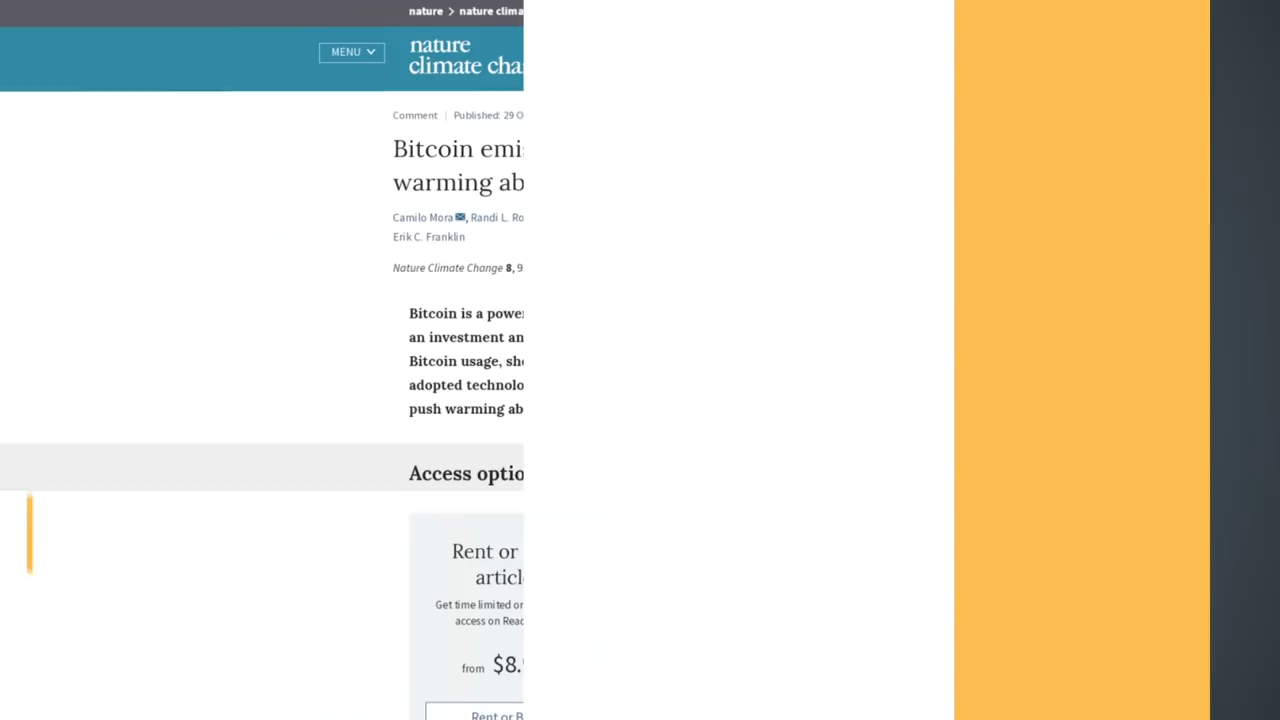 nature > nature clima
MENU
nature
climate cha
Comment | Published: 29 O
Bitcoin emi
warming ab
Camilo Mora, Randi L. Ro
Erik C. Franklin
Nature Climate Change 8, 9
Bitcoin is a powe
an investment an
Bitcoin usage, sh
adopted technolo
push warming ab
Access optio
Rent or
articl
Get time limited or
access on Read
from $8.
Rent or B